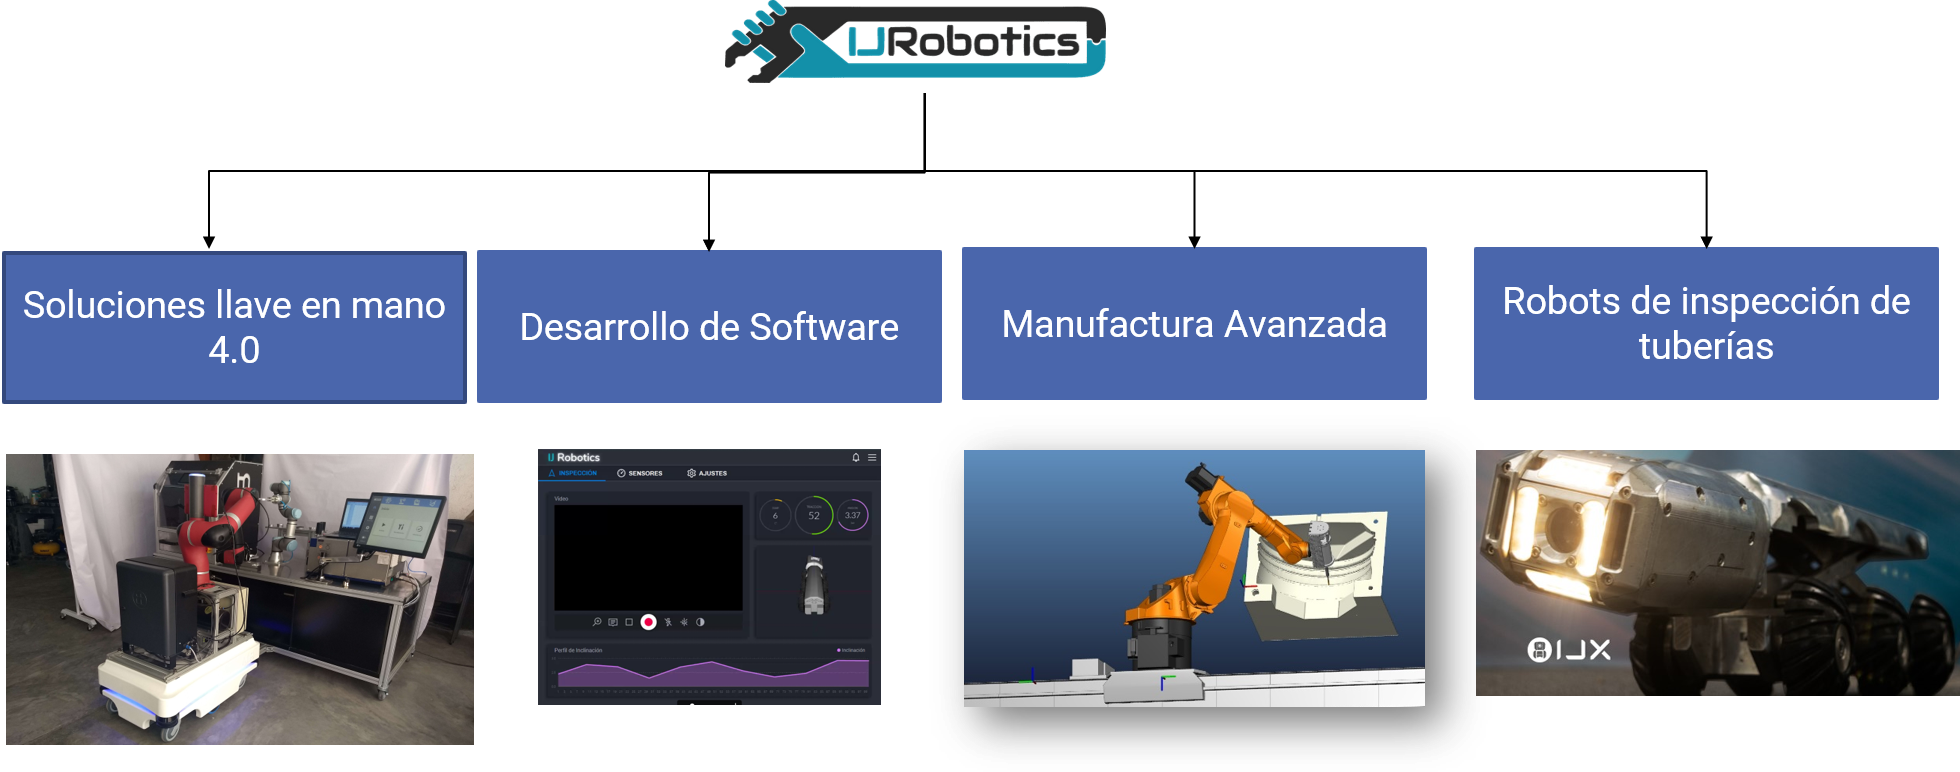 IJRobotics
Soluciones llave en mano
4.0
Desarrollo de Software
Manufactura Avanzada
Robots de inspección de
tuberías
IJ Robotics
INSPECCIÓN
SENSORES
AJUSTES
Video
6
52
3.37
Perfil de Inclinación
Inclinación
IJX